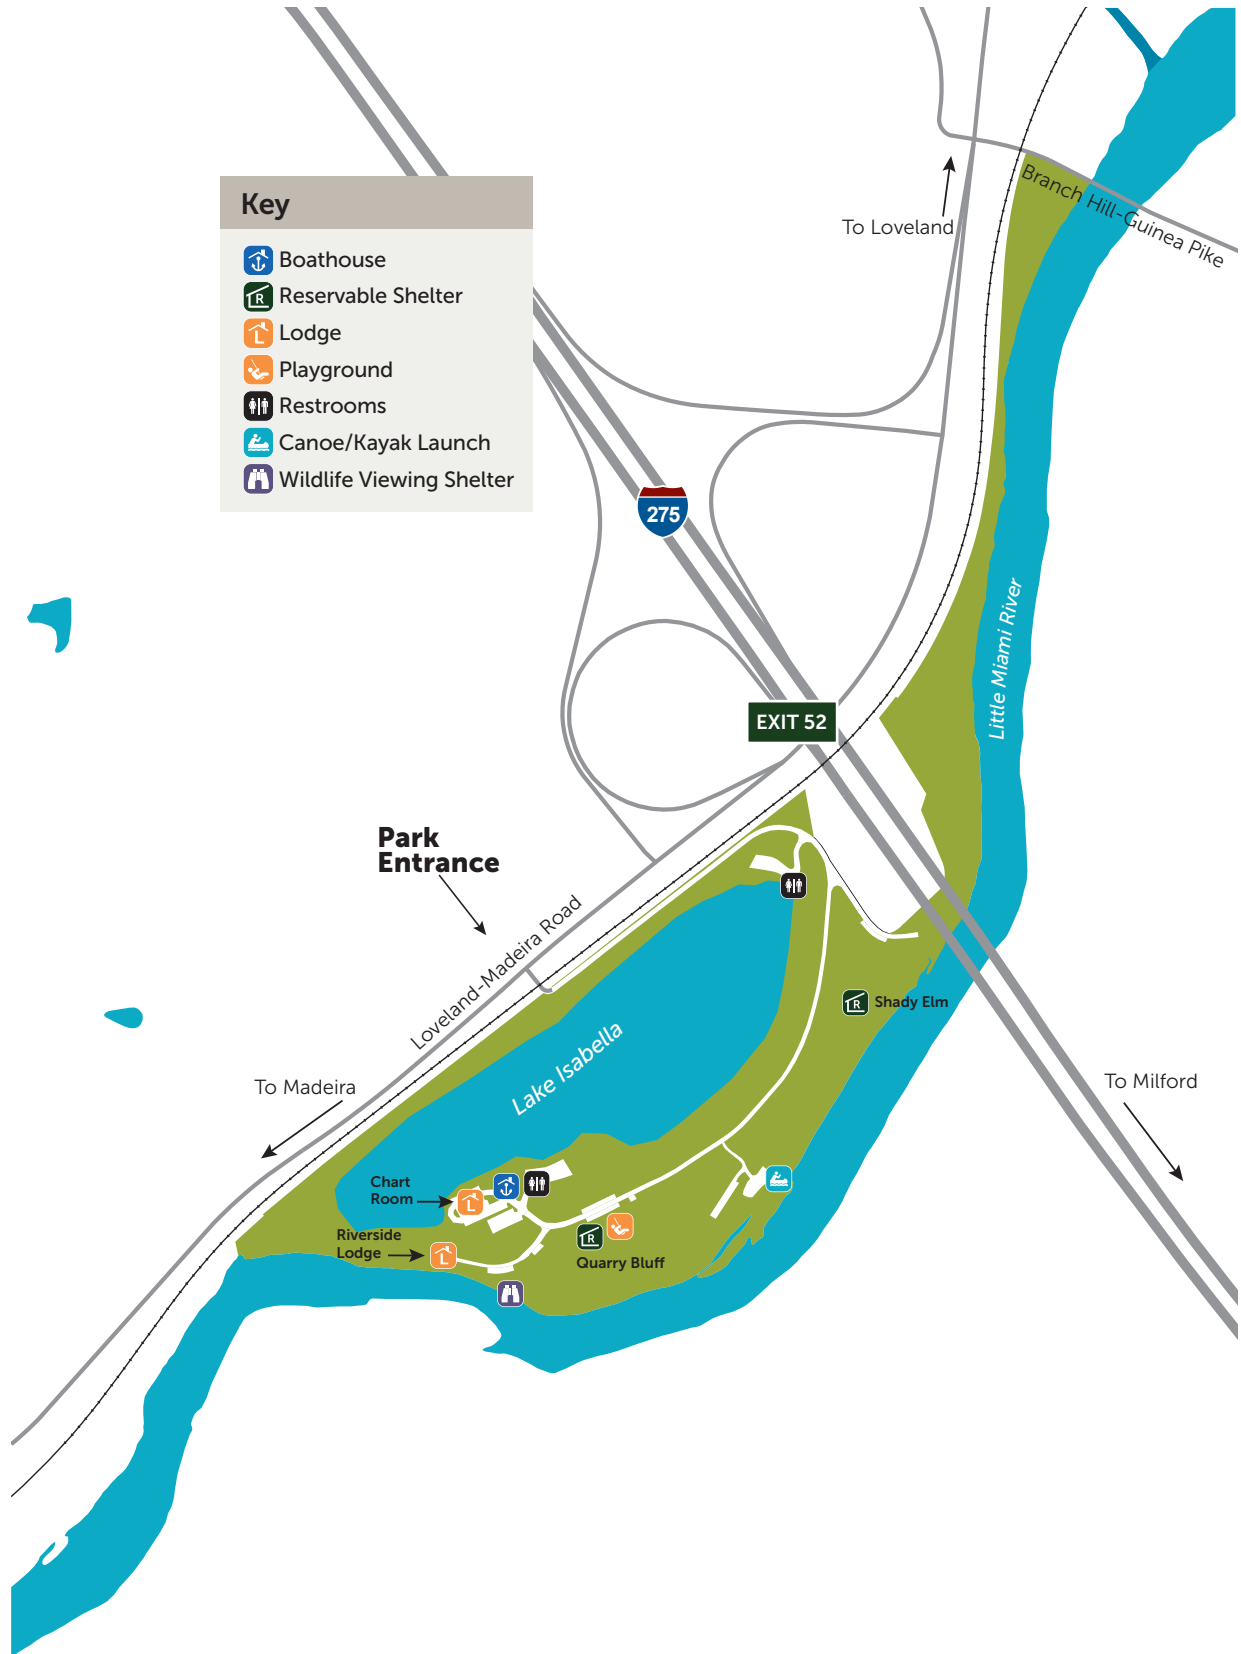 Branch Hill-Guinea Pike
To Loveland
Key
Boathouse
R
Reservable Shelter
L
Lodge
Playground
Restrooms
Canoe/Kayak Launch
Wildlife Viewing Shelter
275
Little Miami River
EXIT 52
Park
Entrance
Loveland-Madeira Road
R
Shady Elm
Lake Isabella
To Madeira
To Milford
Chart
Room
L
Riverside
Lodge
L
R
Quarry Bluff